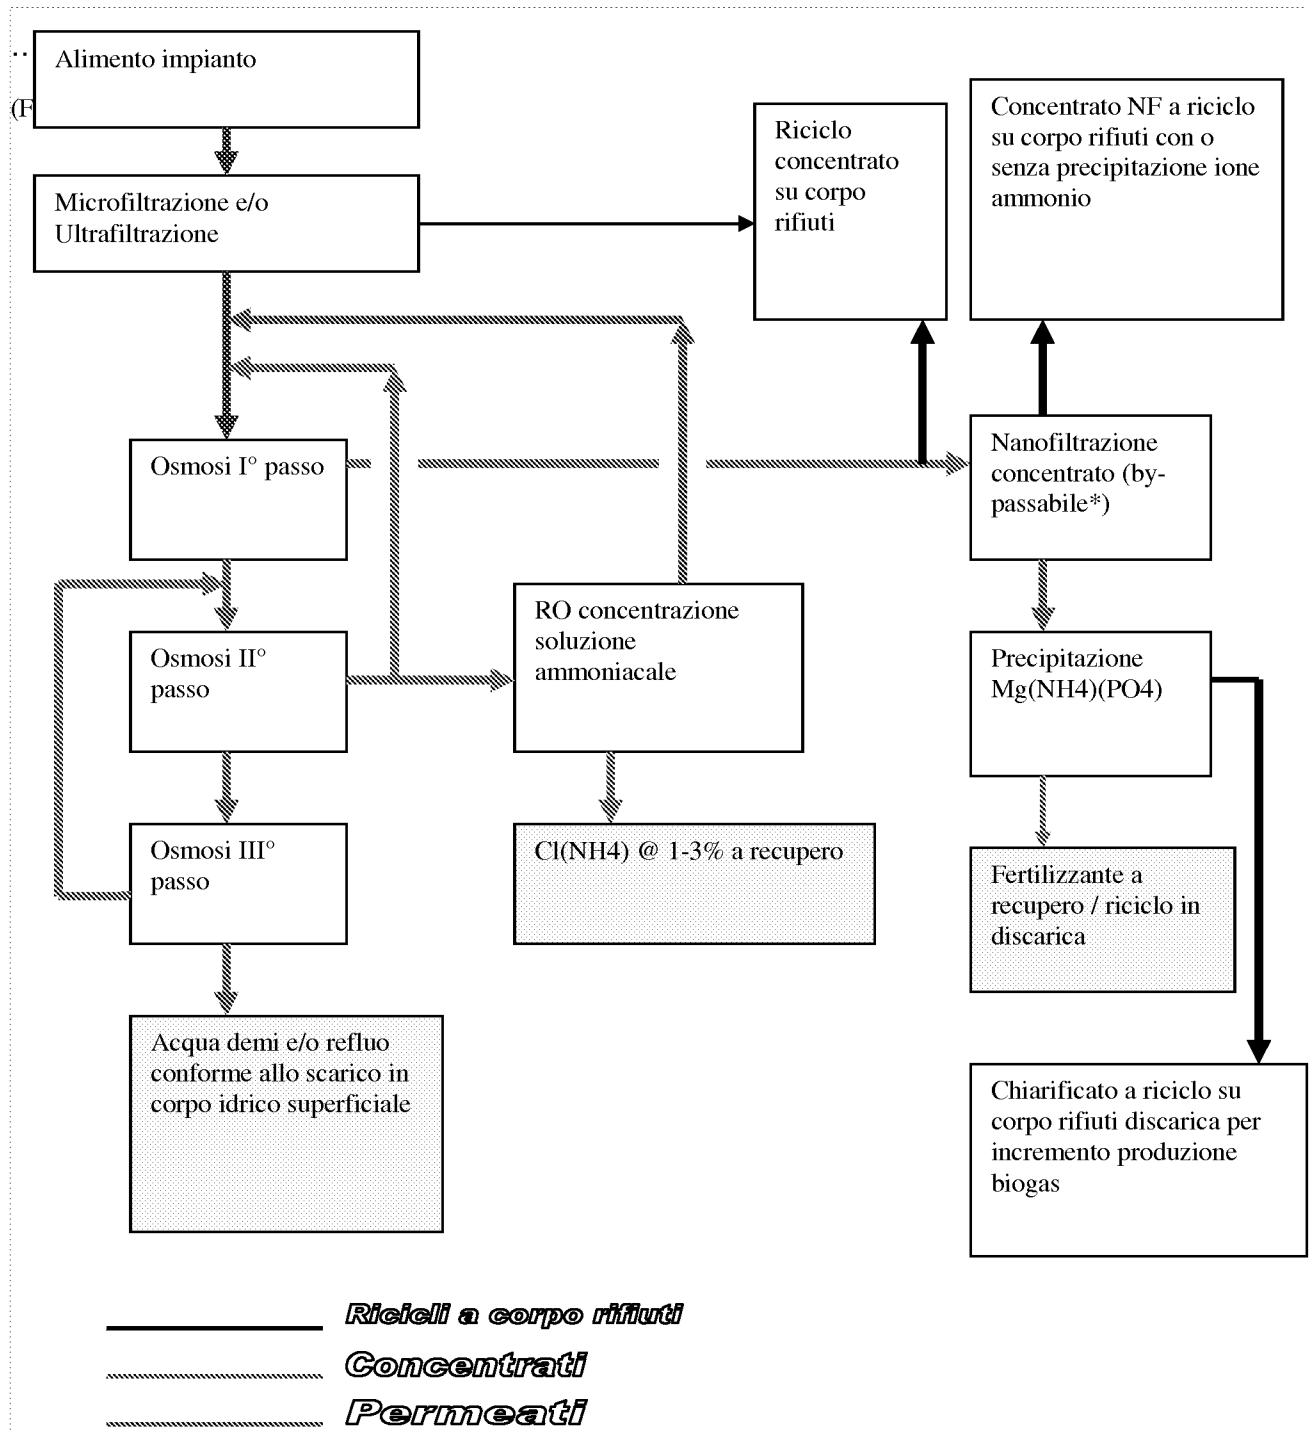 Alimento impianto
(F
Microfiltrazione e/o
Ultrafiltrazione
Riciclo
concentrato
su corpo
rifiuti
Concentrato NF a riciclo
su corpo rifiuti con o
senza precipitazione ione
ammonio
Osmosi I° passo
Nanofiltrazione
concentrato (by-
passabile*)
Osmosi II°
passo
RO concentrazione
soluzione
ammoniacale
Precipitazione
Mg(NH4)(PO4)
Osmosi III°
passo
Cl(NH4) @ 1-3% a recupero
Fertilizzante a
recupero / riciclo in
discarica
Acqua demi e/o refluo
conforme allo scarico in
corpo idrico superficiale
Chiarificato a riciclo su
corpo rifiuti discarica per
incremento produzione
biogas
Ricicli a corpo rifiuti
Concentrati
Permeati